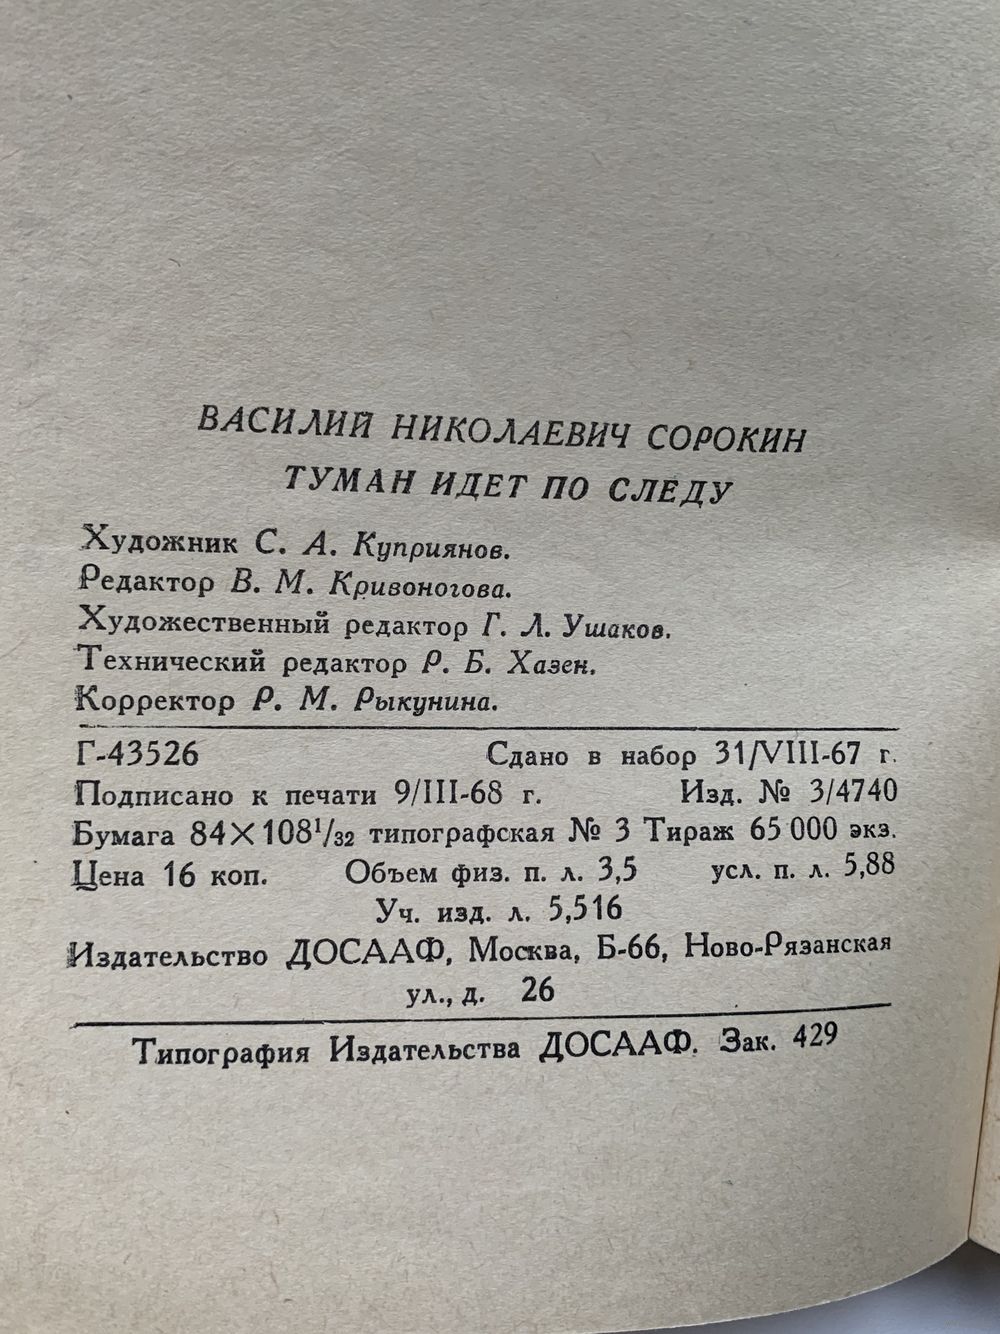 ВАСИЛИЙ НИКОЛАЕВИЧ СОРОКИН
ТУМАН ИДЕТ ПО СЛЕДУ
Художник С. А. Куприянов.
Редактор В. М. Кривоногова.
Художественный редактор Г. Л. Ушаков.
Технический редактор Р. Б. Хазен.
Корректор Р. М. Рыкунина.
Г-43526 Сдано в набор 31/VIII-67 г.
Подписано к печати 9/III-68 г. Изд. № 3/4740
Бумага 84×108¹/₃₂ типографская № 3 Тираж 65 000 экз.
Цена 16 коп. Объем физ. п. л. 3,5 усл. п. л. 5,88
Уч. изд. л. 5,516
Издательство ДОСААФ, Москва, Б-66, Ново-Рязанская
ул., д. 26
Типография Издательства ДОСААФ. Зак. 429